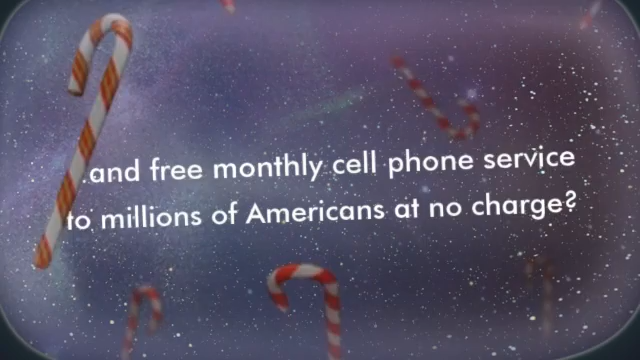 .and free monthly cell phone service
to millions of Americans at no charge?